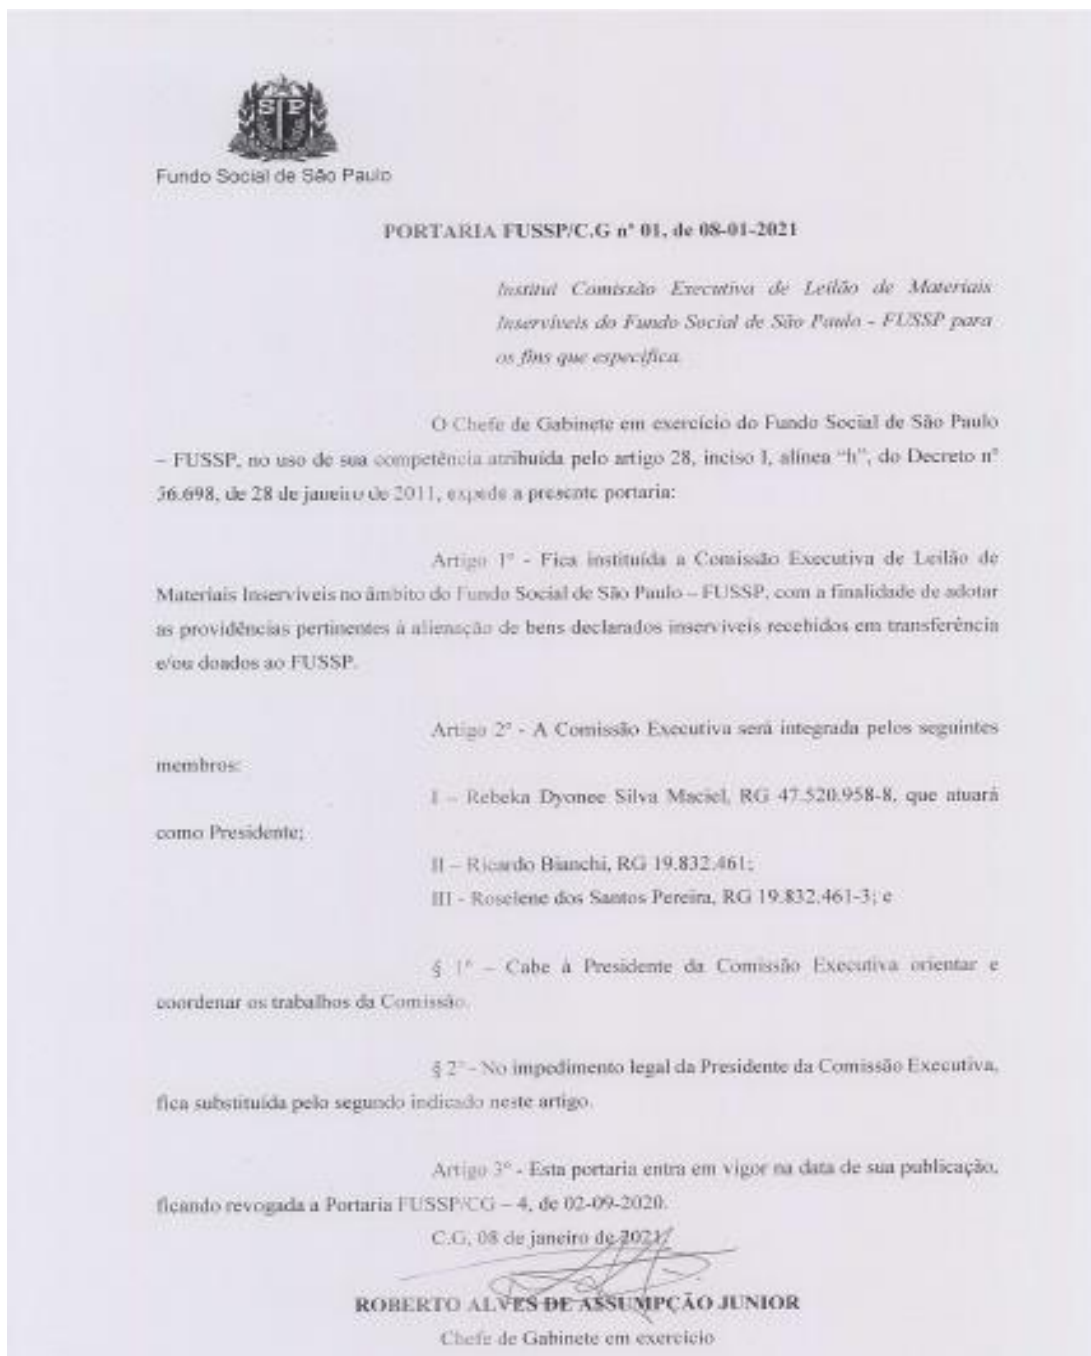 SP
Fundo Social de São Paulo
PORTARIA FUSSP/C.G nº 01, de 08-01-2021
Institui Comissão Executiva de Leilão de Materiais
Inservíveis do Fundo Social de São Paulo - FUSSP para
os fins que especifica.
O Chefe de Gabinete em exercício do Fundo Social de São Paulo
– FUSSP, no uso de sua competência atribuída pelo artigo 28, inciso I, alínea “h”, do Decreto nº
56.698, de 28 de janeiro de 2011, expede a presente portaria:
Artigo 1º - Fica instituída a Comissão Executiva de Leilão de
Materiais Inservíveis no âmbito do Fundo Social de São Paulo – FUSSP, com a finalidade de adotar
as providências pertinentes à alienação de bens declarados inservíveis recebidos em transferência
e/ou doados ao FUSSP.
Artigo 2º - A Comissão Executiva será integrada pelos seguintes
membros:
I – Rebeka Dyonee Silva Maciel, RG 47.520.958-8, que atuará
como Presidente;
II – Ricardo Bianchi, RG 19.832.461;
III - Roselene dos Santos Pereira, RG 19.832.461-3; e
§ 1º – Cabe à Presidente da Comissão Executiva orientar e
coordenar os trabalhos da Comissão.
§ 2º - No impedimento legal da Presidente da Comissão Executiva,
fica substituída pelo segundo indicado neste artigo.
Artigo 3º - Esta portaria entra em vigor na data de sua publicação,
ficando revogada a Portaria FUSSP/CG – 4, de 02-09-2020.
C.G, 08 de janeiro de 2021
ROBERTO ALVES DE ASSUMPÇÃO JUNIOR
Chefe de Gabinete em exercício